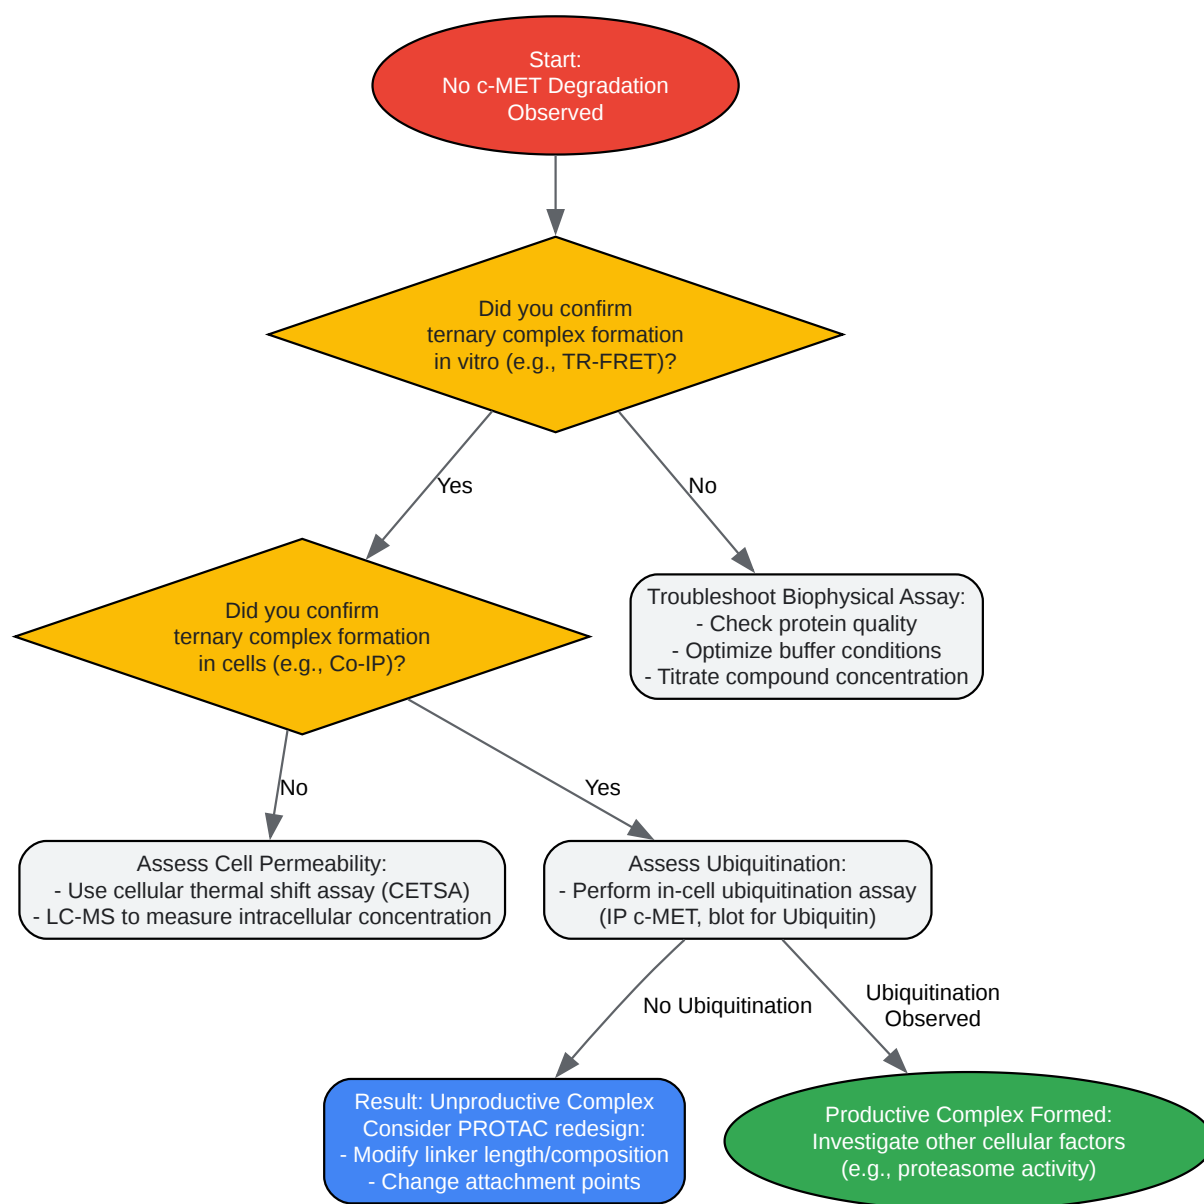 Start:
No c-MET Degradation
Observed
Did you confirm
ternary complex formation
in vitro (e.g., TR-FRET)?
Yes
No
Did you confirm
ternary complex formation
in cells (e.g., Co-IP)?
Troubleshoot Biophysical Assay:
- Check protein quality
- Optimize buffer conditions
- Titrate compound concentration
No
Yes
Assess Cell Permeability:
- Use cellular thermal shift assay (CETSA)
- LC-MS to measure intracellular concentration
Assess Ubiquitination:
- Perform in-cell ubiquitination assay
(IP c-MET, blot for Ubiquitin)
No Ubiquitination
Ubiquitination
Observed
Result: Unproductive Complex
Consider PROTAC redesign:
- Modify linker length/composition
- Change attachment points
Productive Complex Formed:
Investigate other cellular factors
(e.g., proteasome activity)